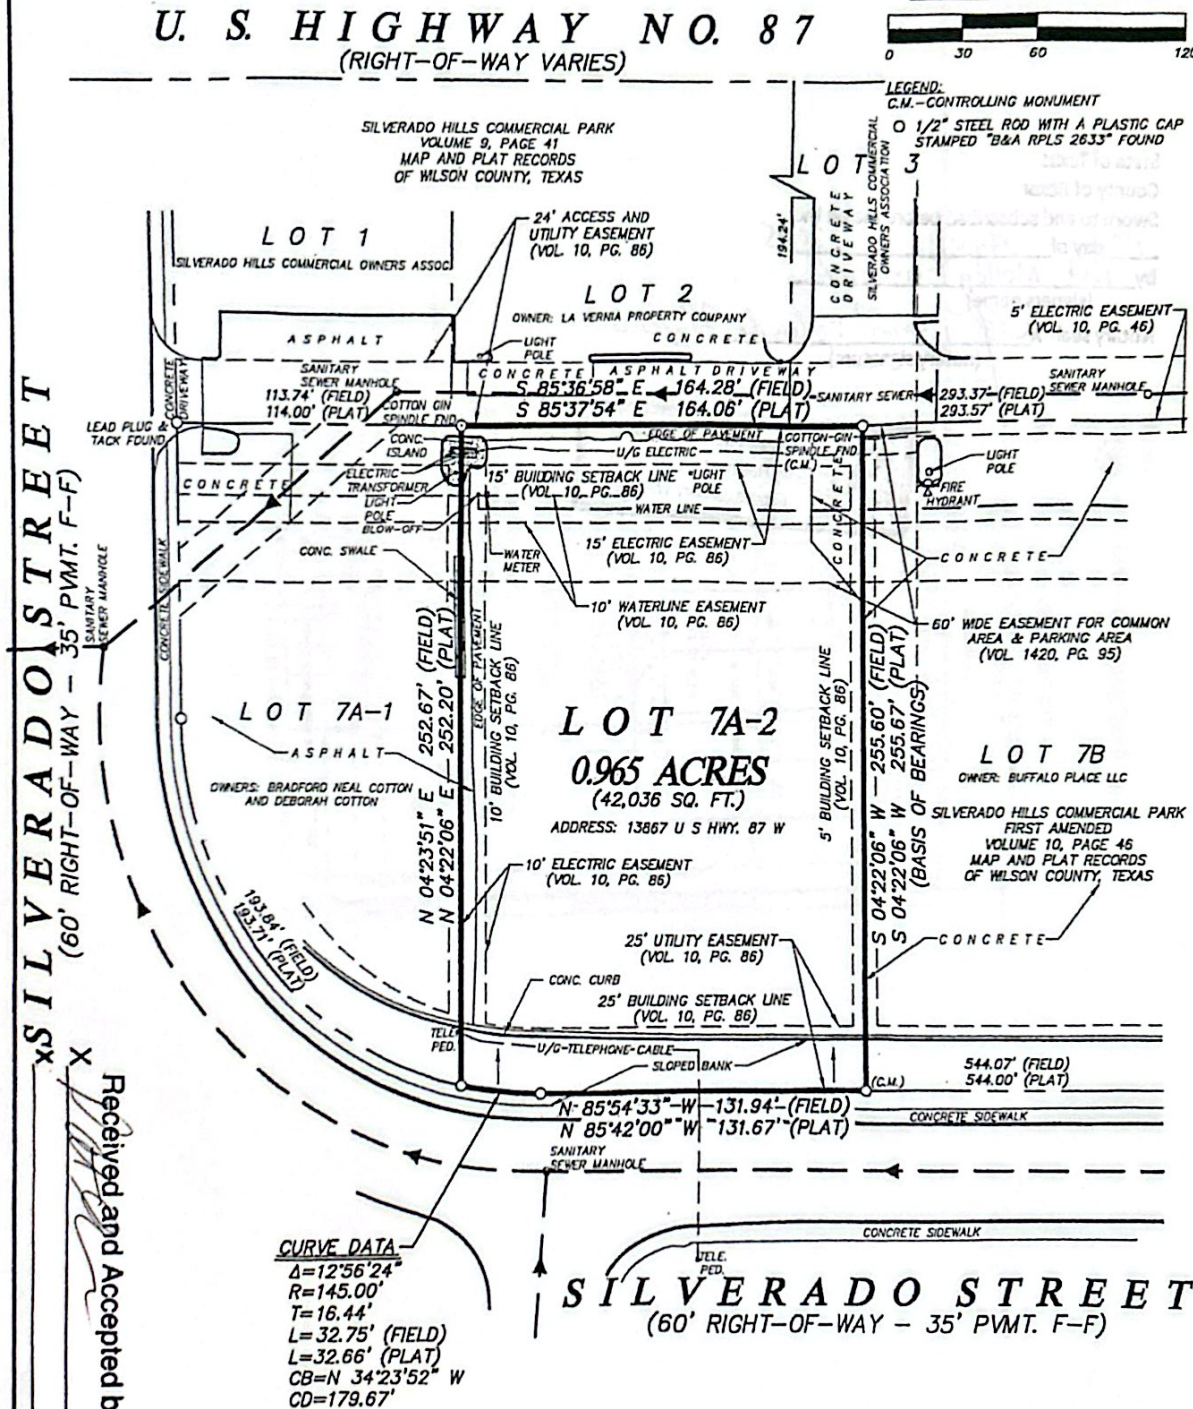 U. S. HIGHWAY NO. 87
(RIGHT-OF-WAY VARIES)
0 30 60 120
LEGEND:
C.M.-CONTROLLING MONUMENT
O 1/2" STEEL ROD WITH A PLASTIC CAP
STAMPED "B&A RPLS 2633" FOUND
SILVERADO HILLS COMMERCIAL PARK
VOLUME 9, PAGE 41
MAP AND PLAT RECORDS
OF WILSON COUNTY, TEXAS
LOT 3
CONCRETE
DRIVEWAY
SILVERADO HILLS COMMERCIAL
OWNERS ASSOCIATION
194.24'
24' ACCESS AND
UTILITY EASEMENT
(VOL. 10, PG. 86)
LOT 1
SILVERADO HILLS COMMERCIAL OWNERS ASSOC
LOT 2
OWNER: LA VERNIA PROPERTY COMPANY
5' ELECTRIC EASEMENT
(VOL. 10, PG. 46)
ASPHALT
LIGHT
POLE
CONCRETE
CONCRETE
ASPHALT DRIVEWAY
SANITARY
SEWER MANHOLE
113.74' (FIELD)
114.00' (PLAT)
S 85°36'58" E 164.28' (FIELD)
S 85°37'54" E 164.06' (PLAT)
SANITARY SEWER
293.37' (FIELD)
293.57' (PLAT)
SANITARY
SEWER MANHOLE
CONCRETE
DRIVEWAY
LEAD PLUG &
TACK FOUND
COTTON GIN
SPINDLE FND.
CONC.
ISLAND
EDGE OF PAVEMENT
U/G ELECTRIC
COTTON-GIN
SPINDLE FND.
(C.M.)
LIGHT
POLE
FIRE
HYDRANT
CONCRETE
ELECTRIC
TRANSFORMER
LIGHT
POLE
BLOW-OFF
15' BUILDING SETBACK LINE
(VOL. 10, PG. 86)
LIGHT
POLE
WATER LINE
CONCRETE
CONC. SWALE
WATER
METER
15' ELECTRIC EASEMENT
(VOL. 10, PG. 86)
CONCRETE
10' WATERLINE EASEMENT
(VOL. 10, PG. 86)
60' WIDE EASEMENT FOR COMMON
AREA & PARKING AREA
(VOL. 1420, PG. 95)
SILVERADO STREET
(60' RIGHT-OF-WAY - 35' PVMT. F-F)
SANITARY
SEWER MANHOLE
CONCRETE SIDEWALK
N 04°23'51" E 252.67' (FIELD)
N 04°22'06" E 252.20' (PLAT)
EDGE OF PAVEMENT
10' BUILDING SETBACK LINE
(VOL. 10, PG. 86)
LOT 7A-1
ASPHALT
OWNERS: BRADFORD NEAL COTTON
AND DEBORAH COTTON
LOT 7A-2
0.965 ACRES
(42,036 SQ. FT.)
ADDRESS: 13867 U S HWY. 87 W
5' BUILDING SETBACK LINE
(VOL. 10, PG. 86)
S 04°22'06" W 255.60' (FIELD)
S 04°22'06" W 255.67' (PLAT)
(BASIS OF BEARINGS)
LOT 7B
OWNER: BUFFALO PLACE LLC
SILVERADO HILLS COMMERCIAL PARK
FIRST AMENDED
VOLUME 10, PAGE 46
MAP AND PLAT RECORDS
OF WILSON COUNTY, TEXAS
10' ELECTRIC EASEMENT
(VOL. 10, PG. 86)
193.84' (FIELD)
193.71' (PLAT)
25' UTILITY EASEMENT
(VOL. 10, PG. 86)
CONCRETE
CONC. CURB
25' BUILDING SETBACK LINE
(VOL. 10, PG. 86)
TELE.
PED.
U/G-TELEPHONE-CABLE
SLOPED BANK
(C.M.)
544.07' (FIELD)
544.00' (PLAT)
N 85°54'33" W 131.94' (FIELD)
N 85°42'00" W 131.67' (PLAT)
CONCRETE SIDEWALK
SANITARY
SEWER MANHOLE
CONCRETE SIDEWALK
TELE.
PED.
CURVE DATA
Δ=12°56'24"
R=145.00'
T=16.44'
L=32.75' (FIELD)
L=32.66' (PLAT)
CB=N 34°23'52" W
CD=179.67'
SILVERADO STREET
(60' RIGHT-OF-WAY - 35' PVMT. F-F)
X
X
Received and Accepted b